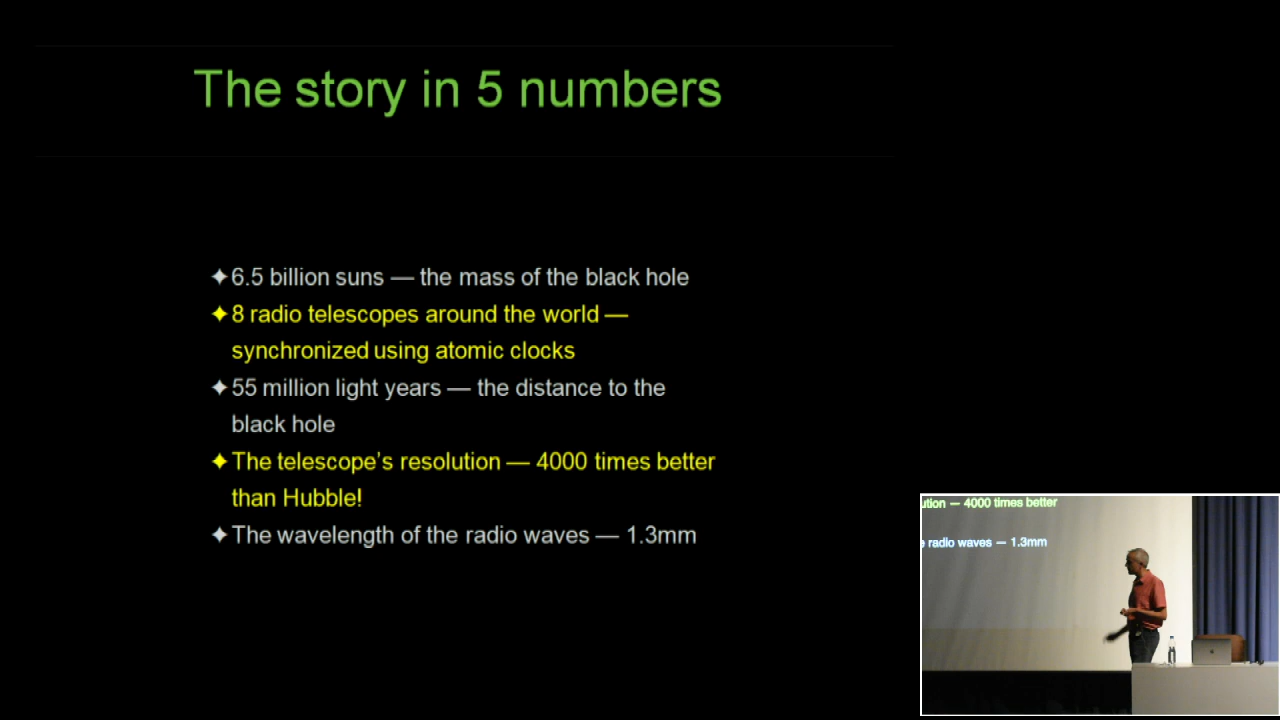 The story in 5 numbers
✦6.5 billion suns — the mass of the black hole
✦8 radio telescopes around the world —
synchronized using atomic clocks
✦55 million light years — the distance to the
black hole
✦The telescope’s resolution — 4000 times better
than Hubble!
✦The wavelength of the radio waves — 1.3mm
ution — 4000 times better
radio waves — 1.3mm